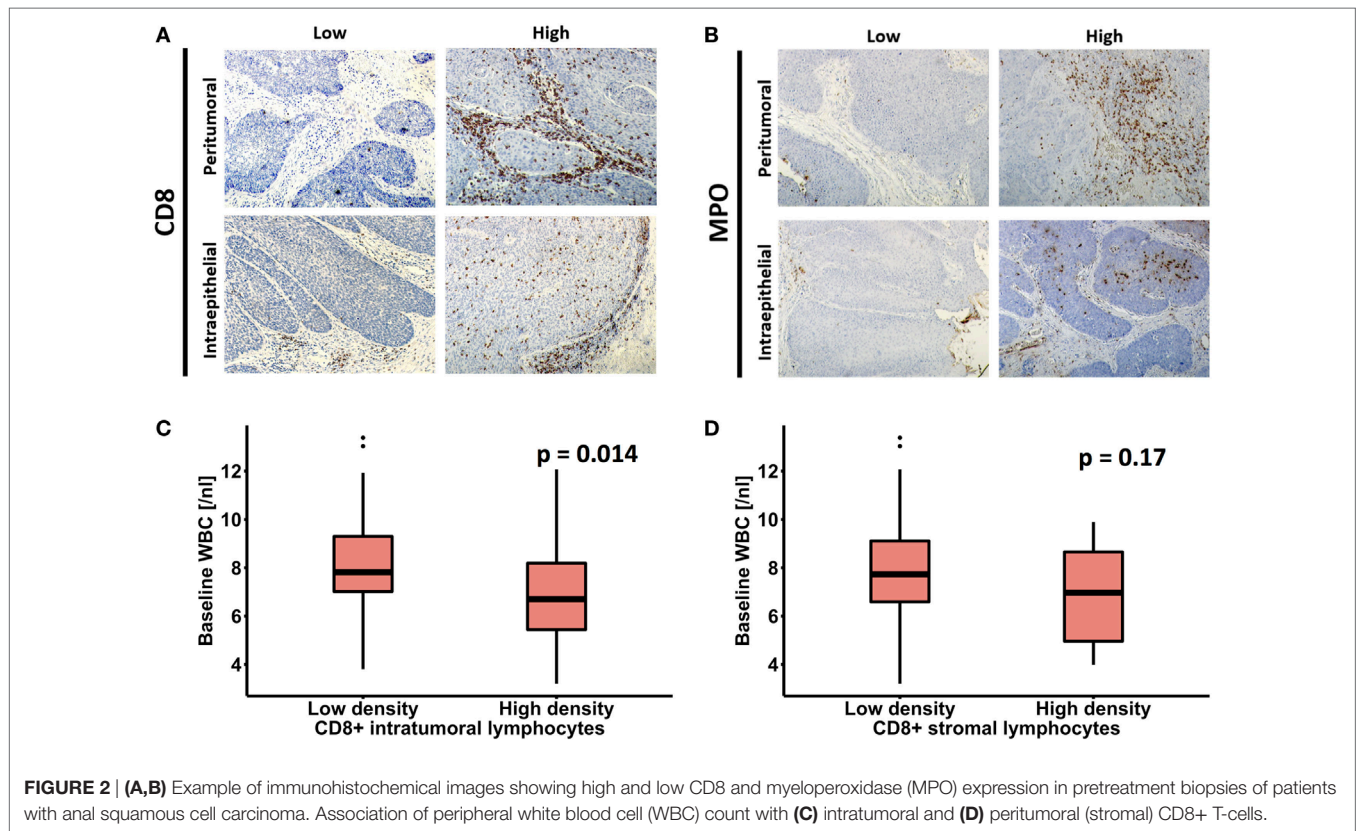 A
Low
High
CD8
Peritumoral
Intraepithelial
B
Low
High
MPO
Peritumoral
Intraepithelial
C
p = 0.014
Baseline WBC [/nl]
12
10
8
6
4
Low density
High density
CD8+ intratumoral lymphocytes
D
p = 0.17
Baseline WBC [/nl]
12
10
8
6
4
Low density
High density
CD8+ stromal lymphocytes
FIGURE 2 | (A,B) Example of immunohistochemical images showing high and low CD8 and myeloperoxidase (MPO) expression in pretreatment biopsies of patients
with anal squamous cell carcinoma. Association of peripheral white blood cell (WBC) count with (C) intratumoral and (D) peritumoral (stromal) CD8+ T-cells.